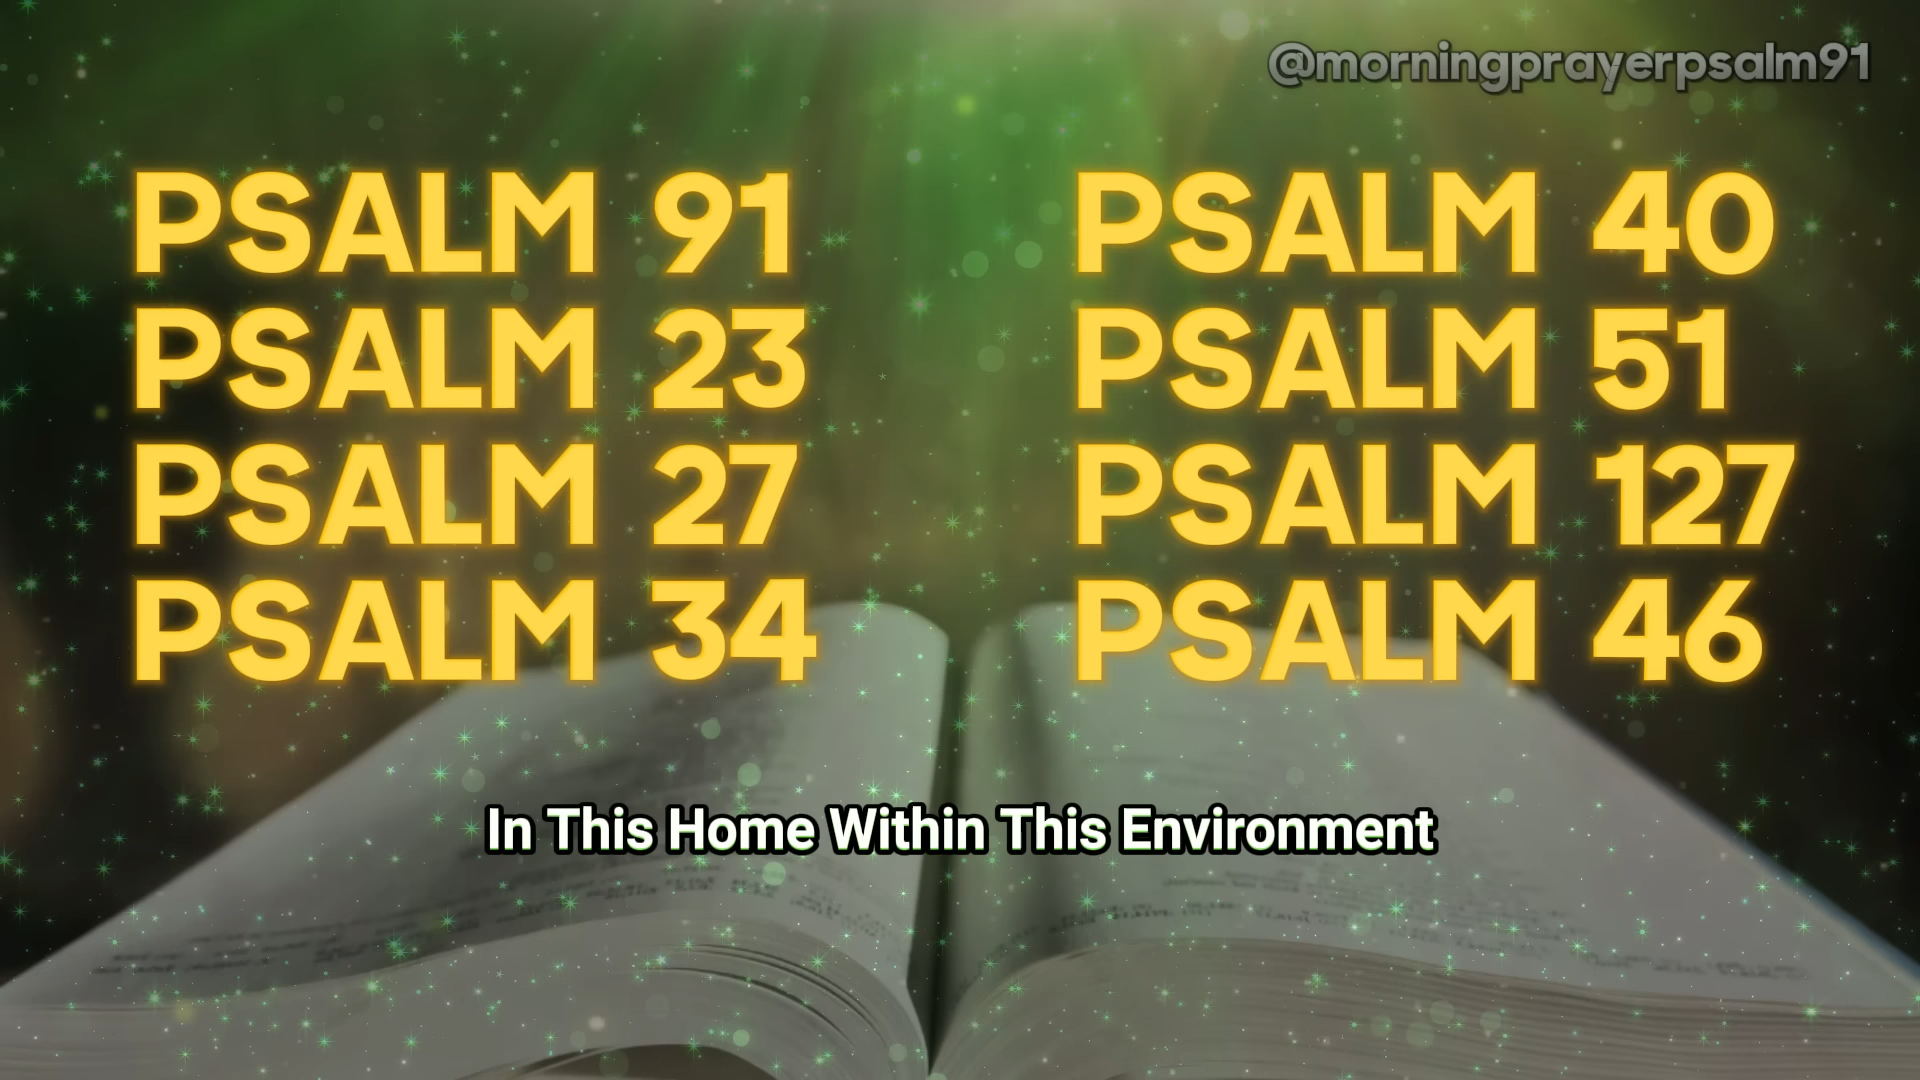 @morningprayerpsalm91
PSALM 91
PSALM 23
PSALM 27
PSALM 34
PSALM 40
PSALM 51
PSALM 127
PSALM 46
In This Home Within This Environment